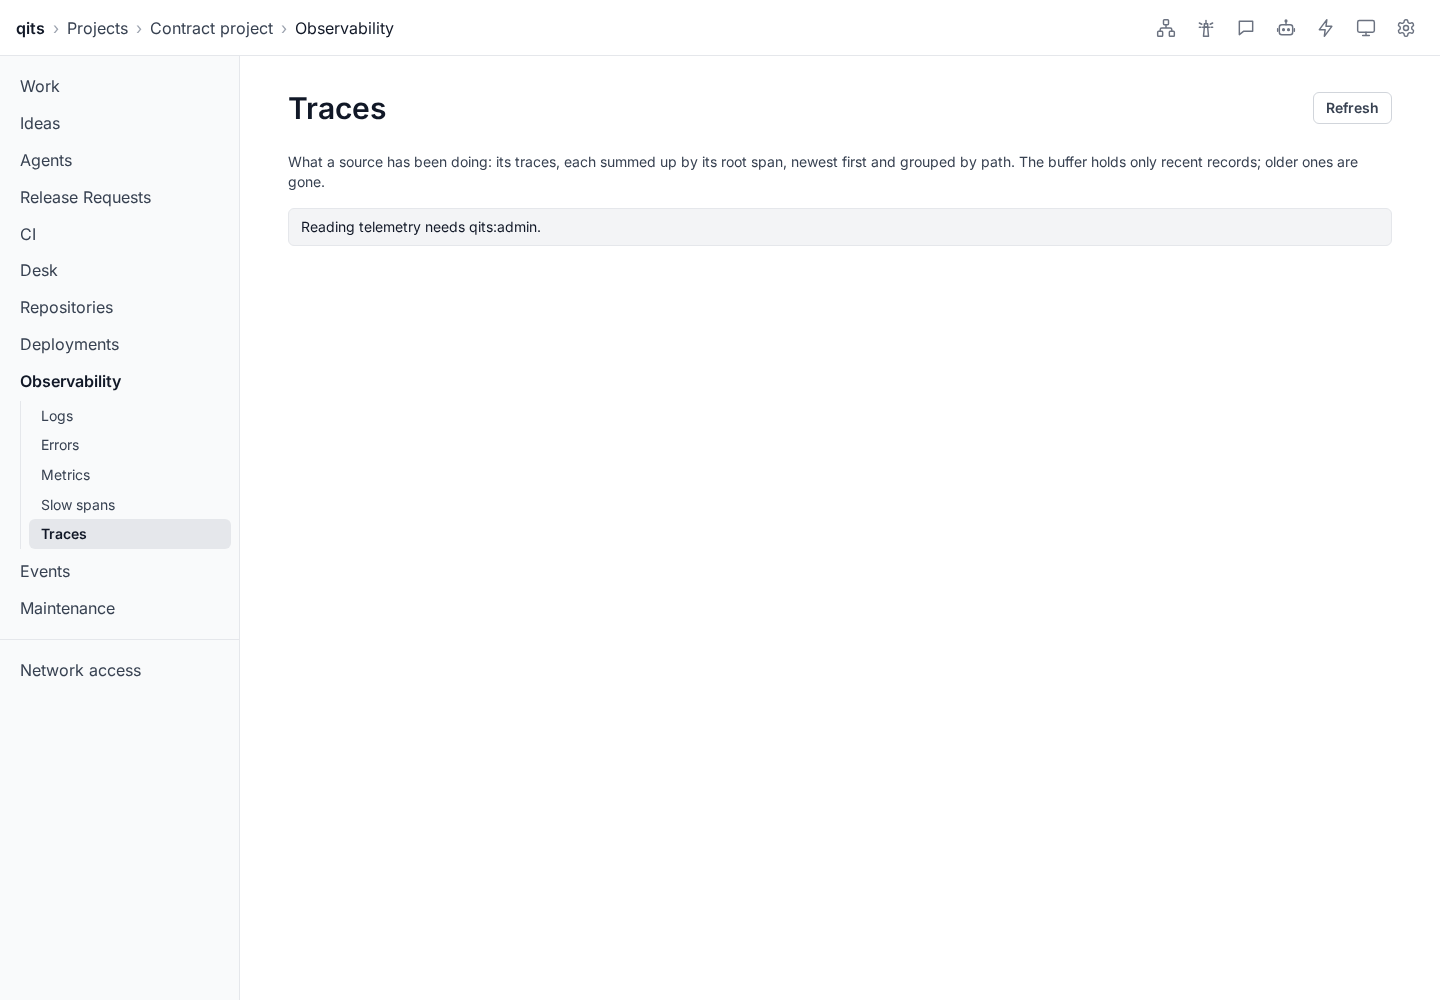 qits › Projects › Contract project › Observability
Work
Ideas
Agents
Release Requests
CI
Desk
Repositories
Deployments
Observability
Logs
Errors
Metrics
Slow spans
Traces
Events
Maintenance
Network access
Traces
Refresh
What a source has been doing: its traces, each summed up by its root span, newest first and grouped by path. The buffer holds only recent records; older ones are
gone.
Reading telemetry needs qits:admin.